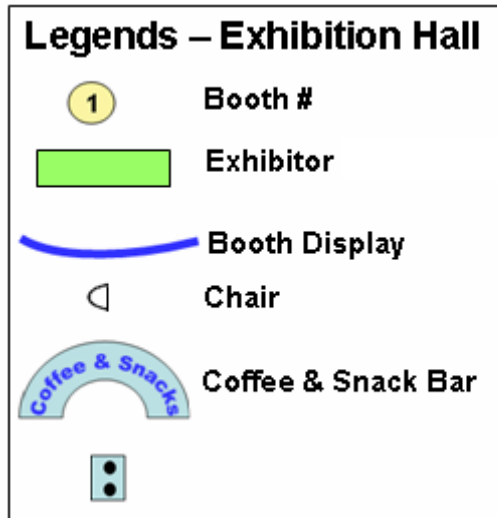 Legends – Exhibition Hall
1
Booth #
Exhibitor
Booth Display
Chair
Coffee & Snacks
Coffee & Snack Bar